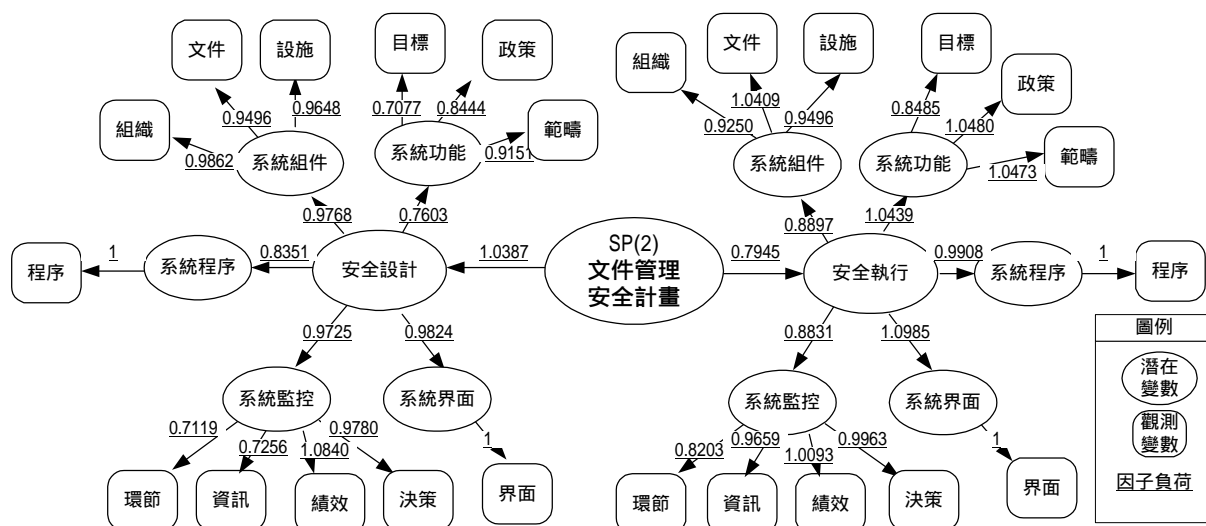 文件
設施
目標
政策
組織
範疇
0.9496
0.9648
0.7077
0.8444
0.9862
0.9151
系統組件
系統功能
0.9768
0.7603
程序
1
系統程序
0.8351
安全設計
1.0387
0.9725
0.9824
系統監控
系統界面
0.7119
0.7256
1.0840
0.9780
1
環節
資訊
績效
決策
界面
SP(2)
文件管理
安全計畫
組織
文件
設施
目標
政策
範疇
0.9250
1.0409
0.9496
0.8485
1.0480
1.0473
系統組件
系統功能
0.8897
1.0439
0.7945
安全執行
0.9908
系統程序
1
程序
0.8831
1.0985
系統監控
系統界面
0.8203
0.9659
1.0093
0.9963
1
環節
資訊
績效
決策
界面
圖例
潛在
變數
觀測
變數
因子負荷